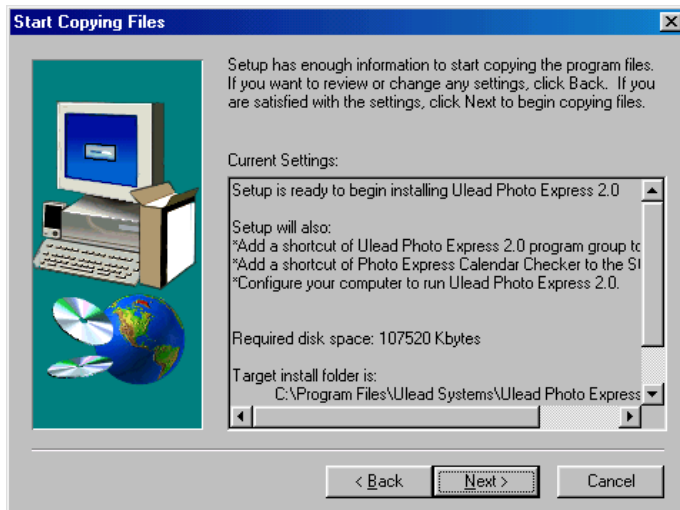 Start Copying Files
Setup has enough information to start copying the program files.
If you want to review or change any settings, click Back. If you
are satisfied with the settings, click Next to begin copying files.
Current Settings:
Setup is ready to begin installing Ulead Photo Express 2.0
Setup will also:
*Add a shortcut of Ulead Photo Express 2.0 program group to
*Add a shortcut of Photo Express Calendar Checker to the
*Configure your computer to run Ulead Photo Express 2.0.
Required disk space: 107520 Kbytes
Target install folder is:
C:\Program Files\Ulead Systems\Ulead Photo Express
< Back
Next >
Cancel